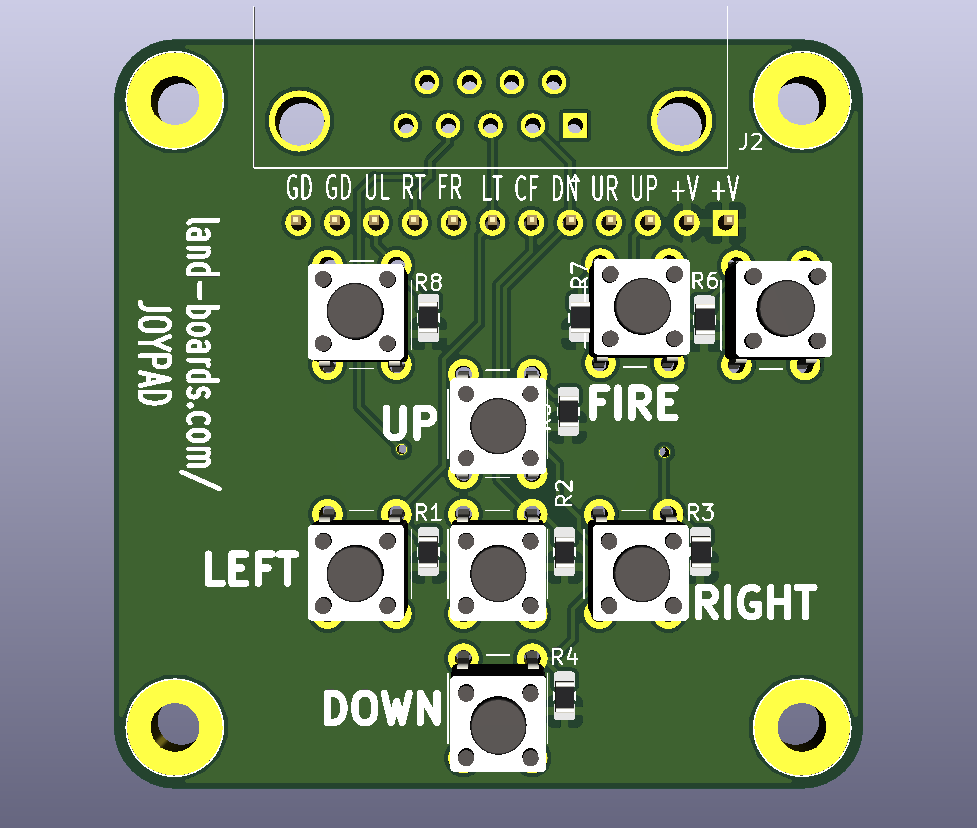 J2
GD GD UL RT FR LT CF DN UR UP +V +V
land-boards.com/
JOYPAD
R8
R7
R6
UP
FIRE
R2
R1
R3
LEFT
RIGHT
R4
DOWN